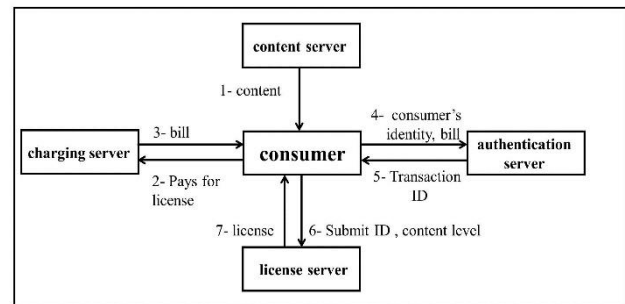 content server
1- content
4- consumer's
identity, bill
3- bill
charging server
consumer
authentication
server
2- Pays for
license
5- Transaction
ID
7- license
6- Submit ID , content level
license server